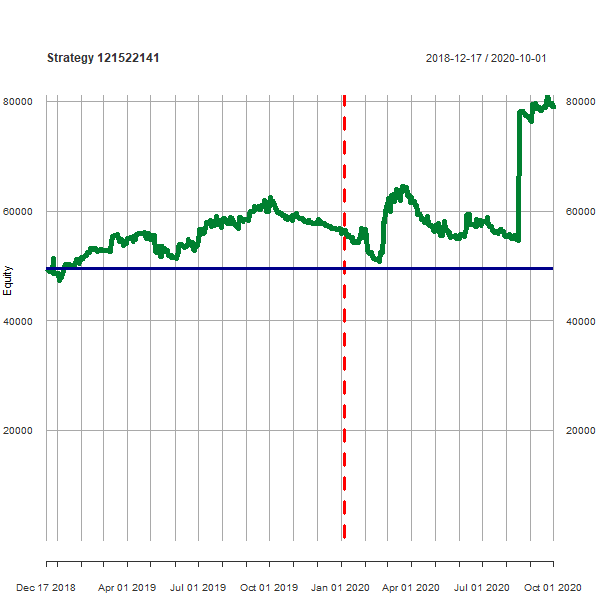 Strategy 121522141
2018-12-17 / 2020-10-01
80000
80000
60000
60000
Equity
40000
40000
20000
20000
Dec 17 2018
Apr 01 2019
Jul 01 2019
Oct 01 2019
Jan 01 2020
Apr 01 2020
Jul 01 2020
Oct 01 2020